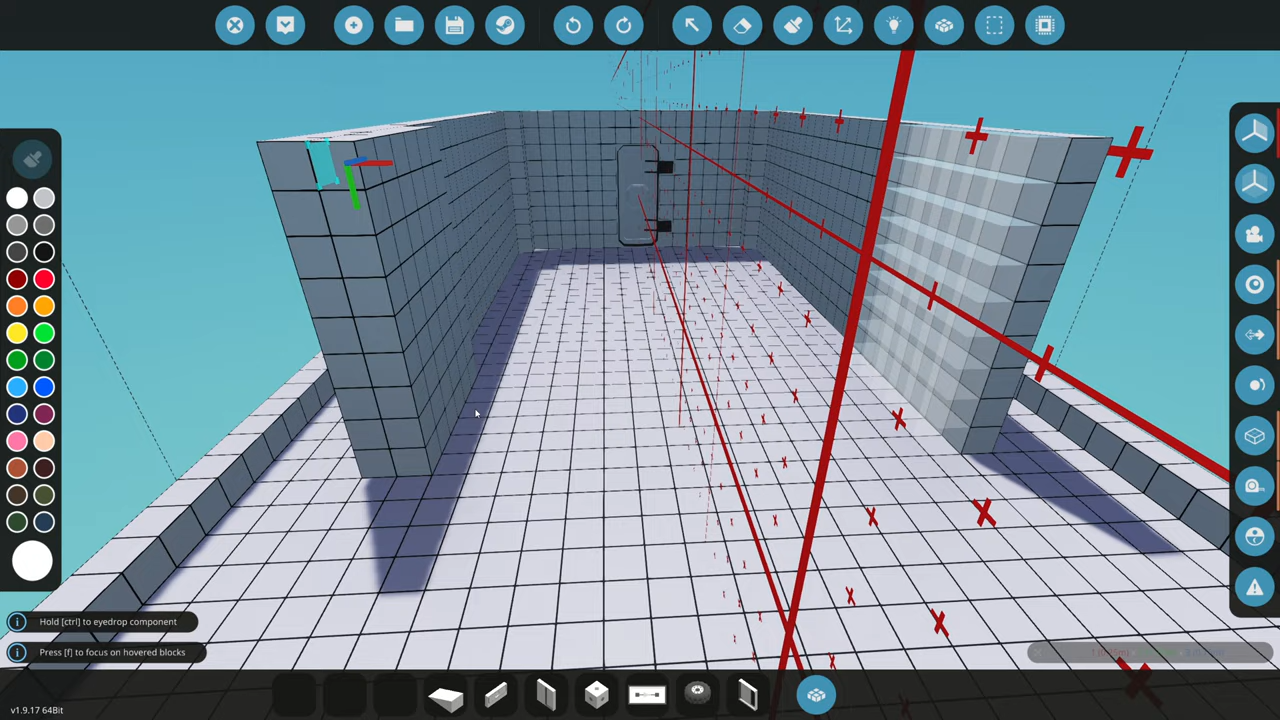 Hold [ctrl] to eyedrop component
Press [f] to focus on hovered blocks
v1.9.17 64Bit